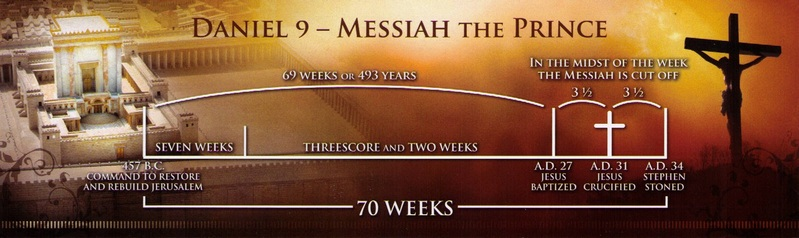 DANIEL 9 – MESSIAH THE PRINCE
69 WEEKS OR 493 YEARS
IN THE MIDST OF THE WEEK
THE MESSIAH IS CUT OFF
3 ½ 3 ½
SEVEN WEEKS
THREESCORE AND TWO WEEKS
457 B.C.
COMMAND TO RESTORE
AND REBUILD JERUSALEM
A.D. 27
JESUS
BAPTIZED
A.D. 31
JESUS
CRUCIFIED
A.D. 34
STEPHEN
STONED
70 WEEKS